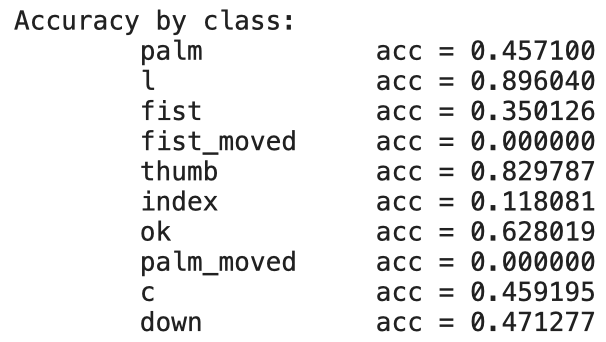 Accuracy by class:
        palm           acc = 0.457100
        l              acc = 0.896040
        fist           acc = 0.350126
        fist_moved     acc = 0.000000
        thumb          acc = 0.829787
        index          acc = 0.118081
        ok             acc = 0.628019
        palm_moved     acc = 0.000000
        c              acc = 0.459195
        down           acc = 0.471277